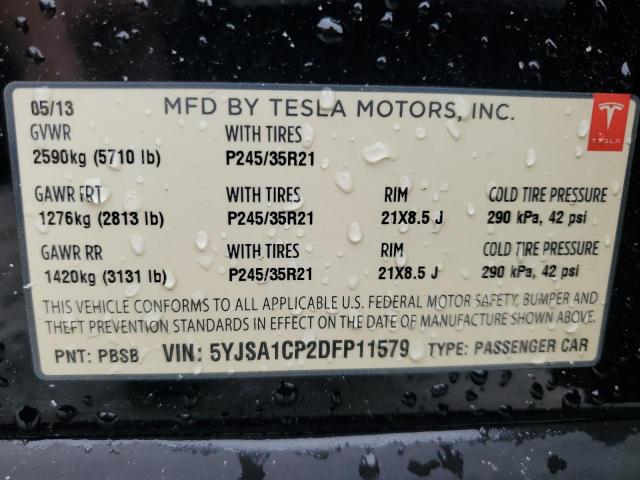 05/13 MFD BY TESLA MOTORS, INC.
TESLA
GVWR WITH TIRES
2590kg (5710 lb) P245/35R21
GAWR FRT WITH TIRES RIM COLD TIRE PRESSURE
1276kg (2813 lb) P245/35R21 21X8.5 J 290 kPa, 42 psi
GAWR RR WITH TIRES RIM COLD TIRE PRESSURE
1420kg (3131 lb) P245/35R21 21X8.5 J 290 kPa, 42 psi
THIS VEHICLE CONFORMS TO ALL APPLICABLE U.S. FEDERAL MOTOR SAFETY, BUMPER AND
THEFT PREVENTION STANDARDS IN EFFECT ON THE DATE OF MANUFACTURE SHOWN ABOVE.
PNT: PBSB VIN: 5YJSA1CP2DFP11579 TYPE: PASSENGER CAR